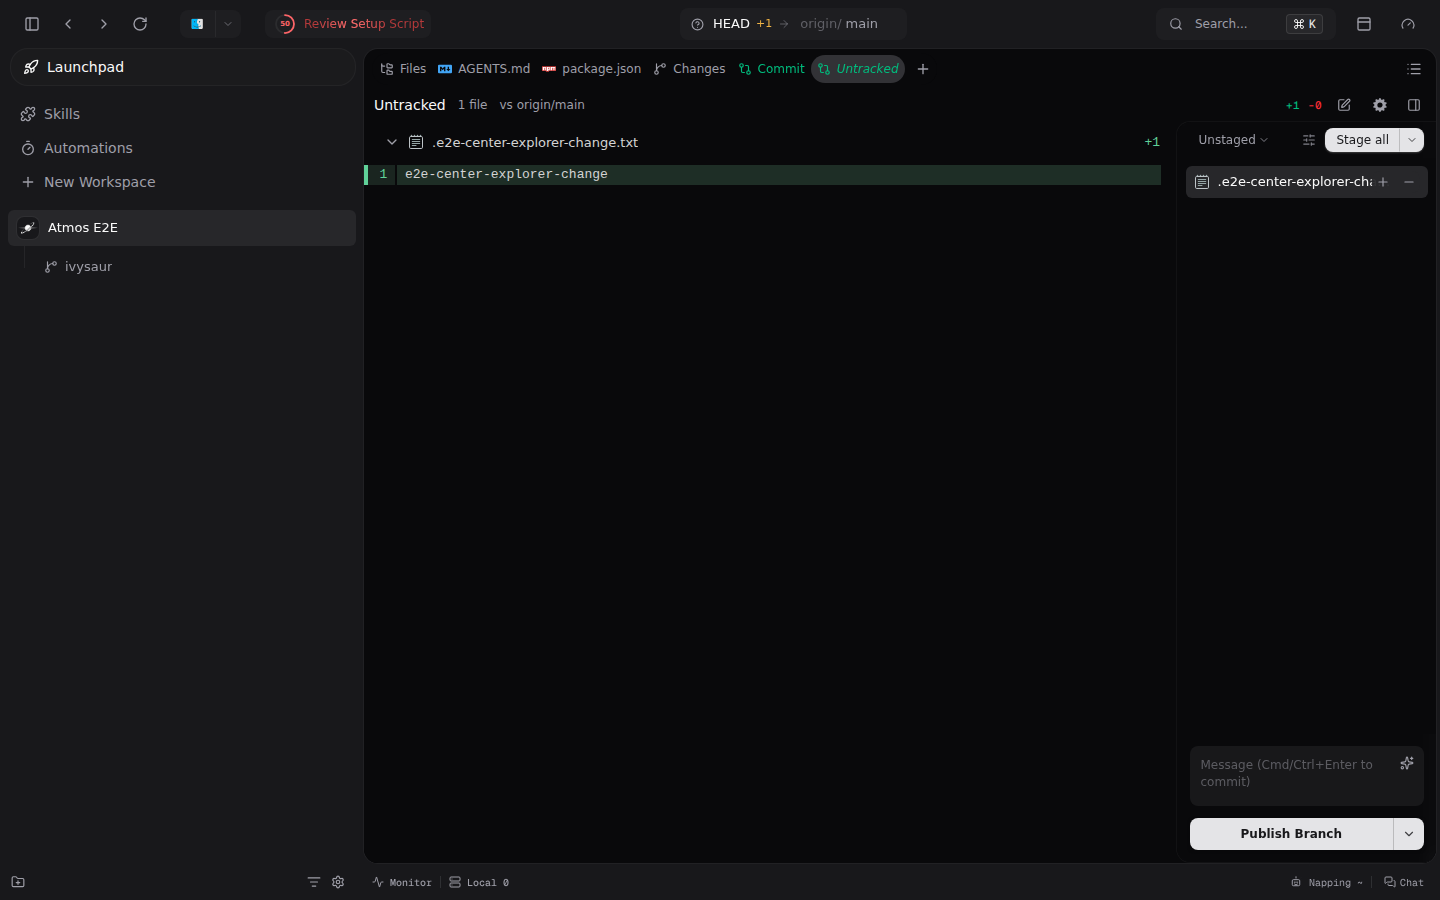 50 Review Setup Script
HEAD +1 → origin/ main
Search... ⌘ K
Launchpad
Skills
Automations
New Workspace
Atmos E2E
ivysaur
Files
AGENTS.md
package.json
Changes
Commit
Untracked
Untracked 1 file vs origin/main
+1 -0
.e2e-center-explorer-change.txt +1
1 e2e-center-explorer-change
Unstaged
Stage all
.e2e-center-explorer-cha
Message (Cmd/Ctrl+Enter to
commit)
Publish Branch
Monitor
Local 0
Napping ~
Chat